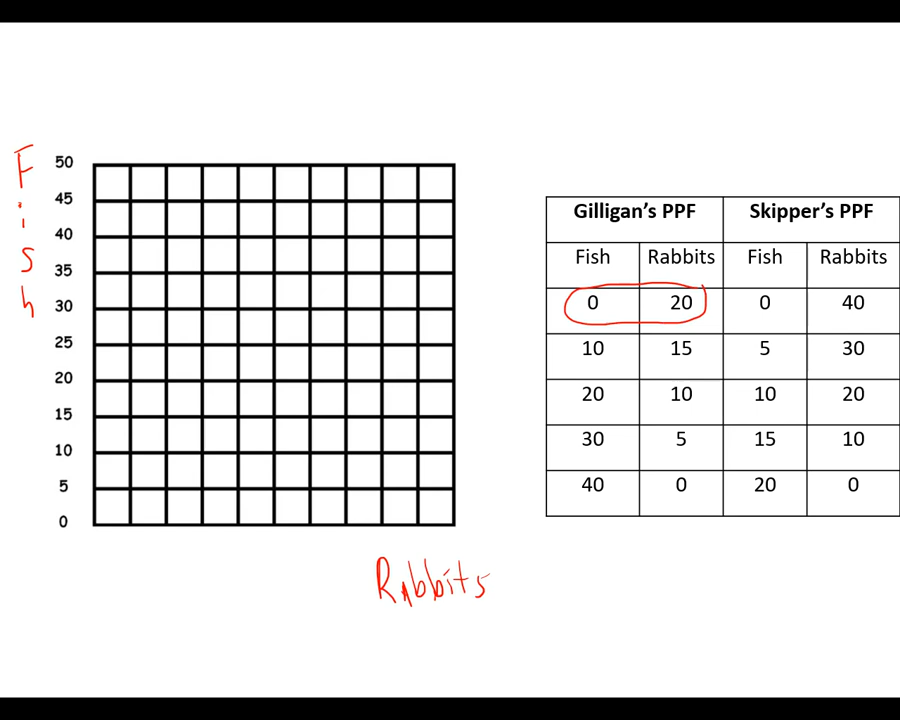 Fish
50
45
40
35
30
25
20
15
10
5
0
Rabbits
Gilligan's PPF Skipper's PPF
Fish Rabbits Fish Rabbits
0 20 0 40
10 15 5 30
20 10 10 20
30 5 15 10
40 0 20 0